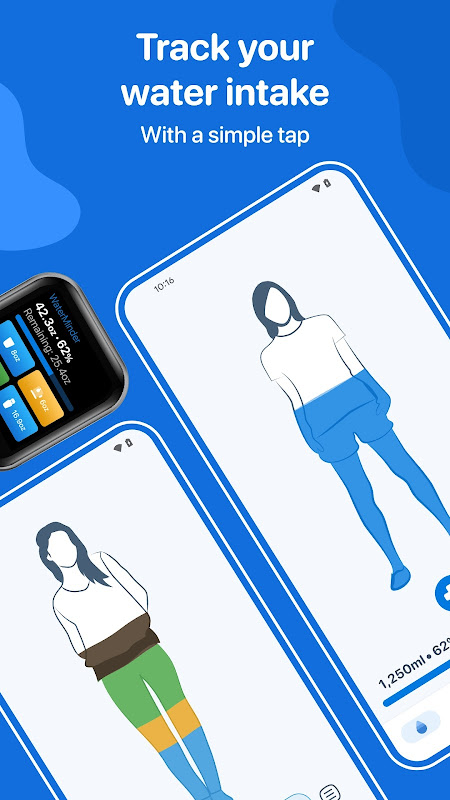 Track your
water intake
With a simple tap
10:16
WaterMinder
42.3oz • 62%
Remaining: 25.4oz
8oz
6oz
16.9oz
1,250ml • 62%